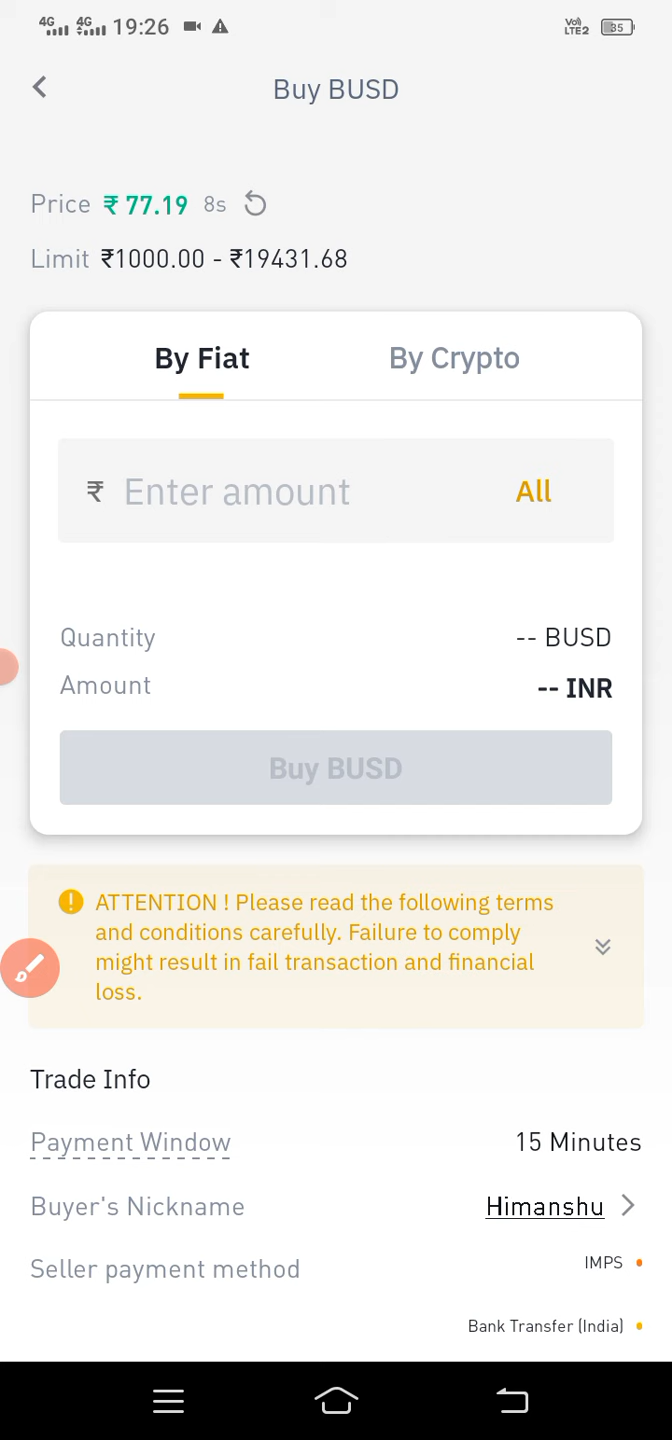 4G 4G 19:26 Vo) LTE2 35
Buy BUSD
Price ₹ 77.19 8s
Limit ₹1000.00 - ₹19431.68
By Fiat By Crypto
₹ Enter amount All
Quantity -- BUSD
Amount -- INR
Buy BUSD
ATTENTION ! Please read the following terms
and conditions carefully. Failure to comply
might result in fail transaction and financial
loss.
Trade Info
Payment Window 15 Minutes
Buyer's Nickname Himanshu
Seller payment method IMPS
Bank Transfer (India)